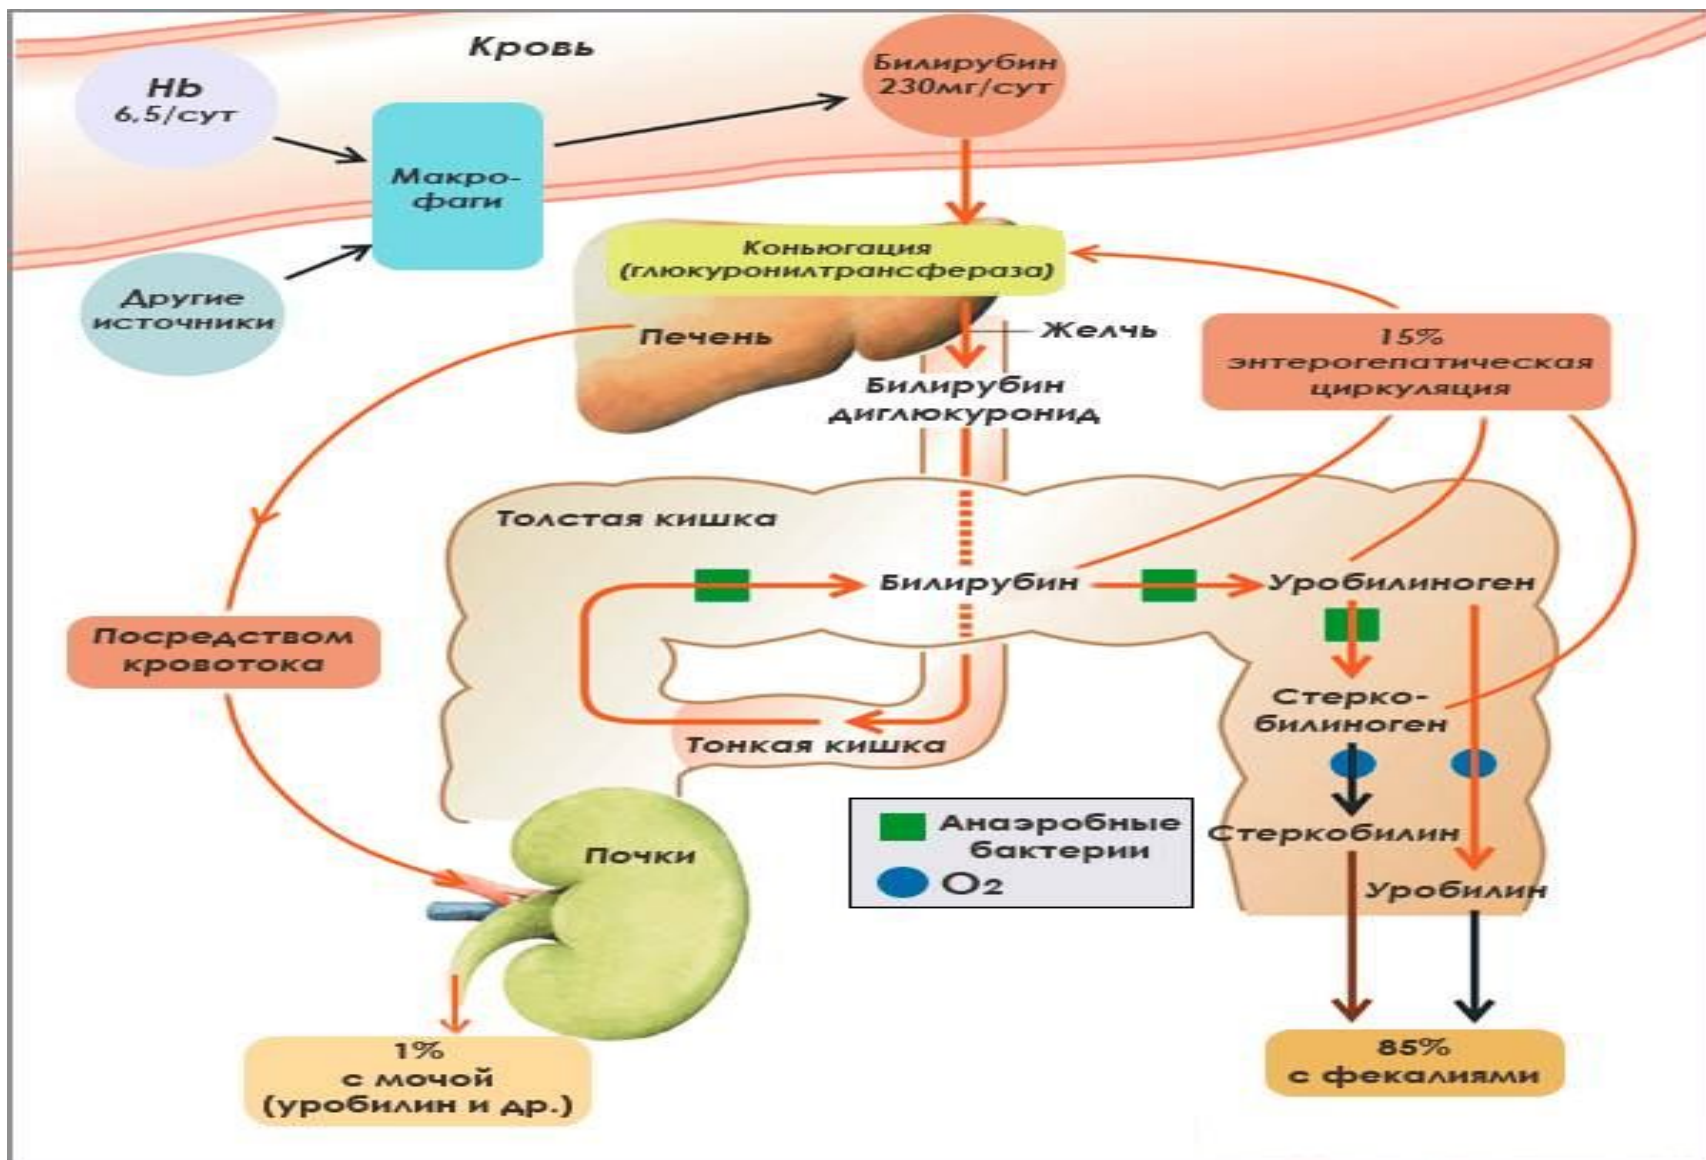 Кровь
Hb
6,5/сут
Билирубин
230мг/сут
Макро-
фаги
Другие
источники
Коньюгация
(глюкуронилтрансфераза)
Печень
Желчь
Билирубин
диглюкуронид
15%
энтерогепатическая
циркуляция
Толстая кишка
Билирубин
Уробилиноген
Посредством
кровотока
Стерко-
билиноген
Тонкая кишка
Анаэробные
бактерии
O2
Стеркобилин
Почки
Уробилин
1%
с мочой
(уробилин и др.)
85%
с фекалиями